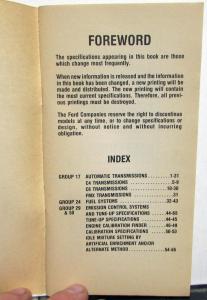 FOREWORD
The specifications appearing in this book are those
which change most frequently.
When new information is released and the information
in this book has been changed, a new printing will be
made and distributed. The new printing will contain
the most current specifications. Therefore, all previ-
ous printings must be destroyed.
The Ford Companies reserve the right to discontinue
models at any time, or to change specifications or
design, without notice and without incurring
obligation.
INDEX
GROUP 17 AUTOMATIC TRANSMISSIONS 1-31
C4 TRANSMISSIONS 2-9
C6 TRANSMISSIONS 10-30
FMX TRANSMISSIONS 31
GROUP 24 FUEL SYSTEMS 32-43
GROUP 29 EMISSION CONTROL SYSTEMS
& 50 AND TUNE-UP SPECIFICATIONS 44-55
TUNE-UP SPECIFICATIONS 44-45
ENGINE CALIBRATION FINDER 46-49
CALIBRATION SPECIFICATIONS 50-53
IDLE MIXTURE SETTING BY
ARTIFICIAL ENRICHMENT AND/OR
ALTERNATE METHOD 54-55